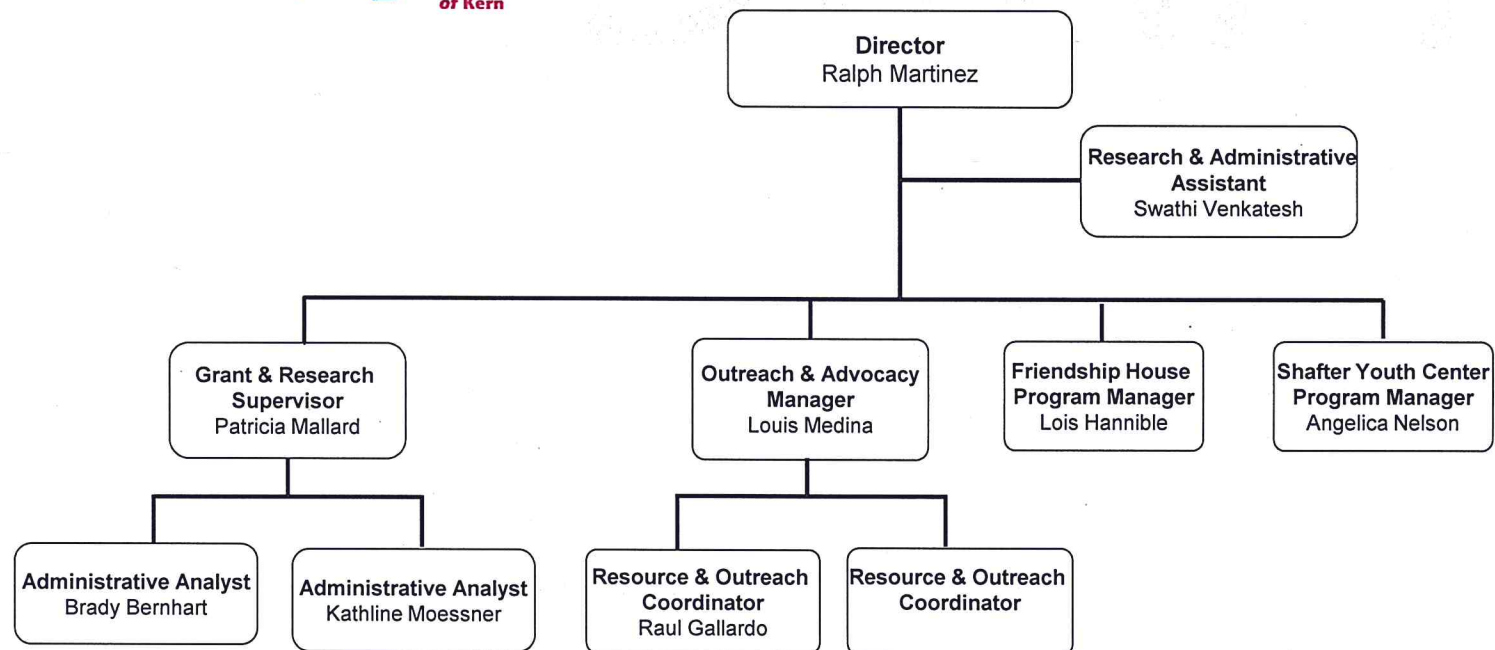 of Kern
Director
Ralph Martinez
Research & Administrative
Assistant
Swathi Venkatesh
Grant & Research
Supervisor
Patricia Mallard
Outreach & Advocacy
Manager
Louis Medina
Friendship House
Program Manager
Lois Hannible
Shafter Youth Center
Program Manager
Angelica Nelson
Administrative Analyst
Brady Bernhart
Administrative Analyst
Kathline Moessner
Resource & Outreach
Coordinator
Raul Gallardo
Resource & Outreach
Coordinator